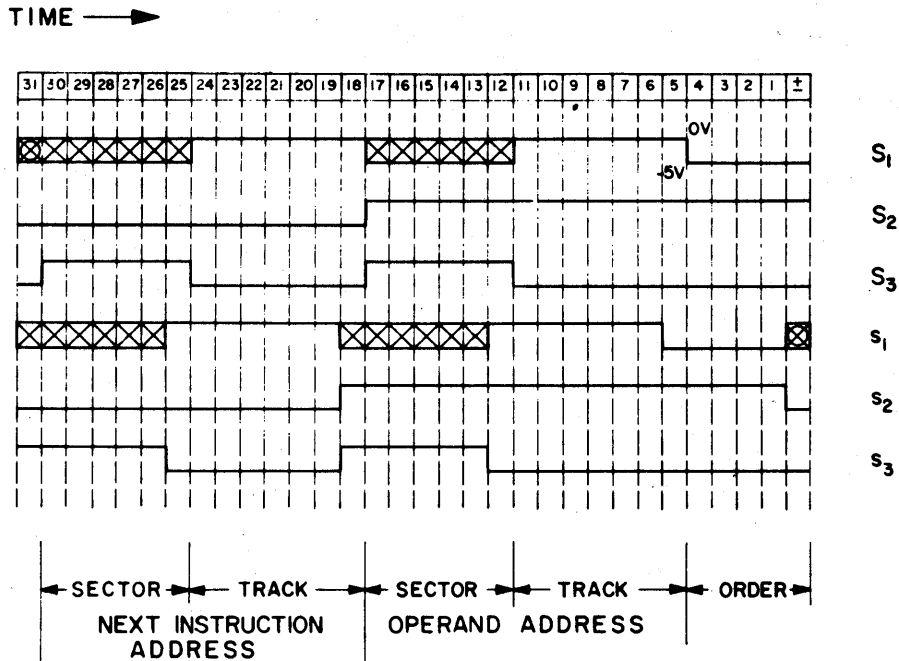 TIME
31 30 29 28 27 26 25 24 23 22 21 20 19 18 17 16 15 14 13 12 11 10 9 8 7 6 5 4 3 2 1 ±
0V
S1
-5V
S2
S3
s1
s2
s3
SECTOR TRACK SECTOR TRACK ORDER
NEXT INSTRUCTION OPERAND ADDRESS
ADDRESS